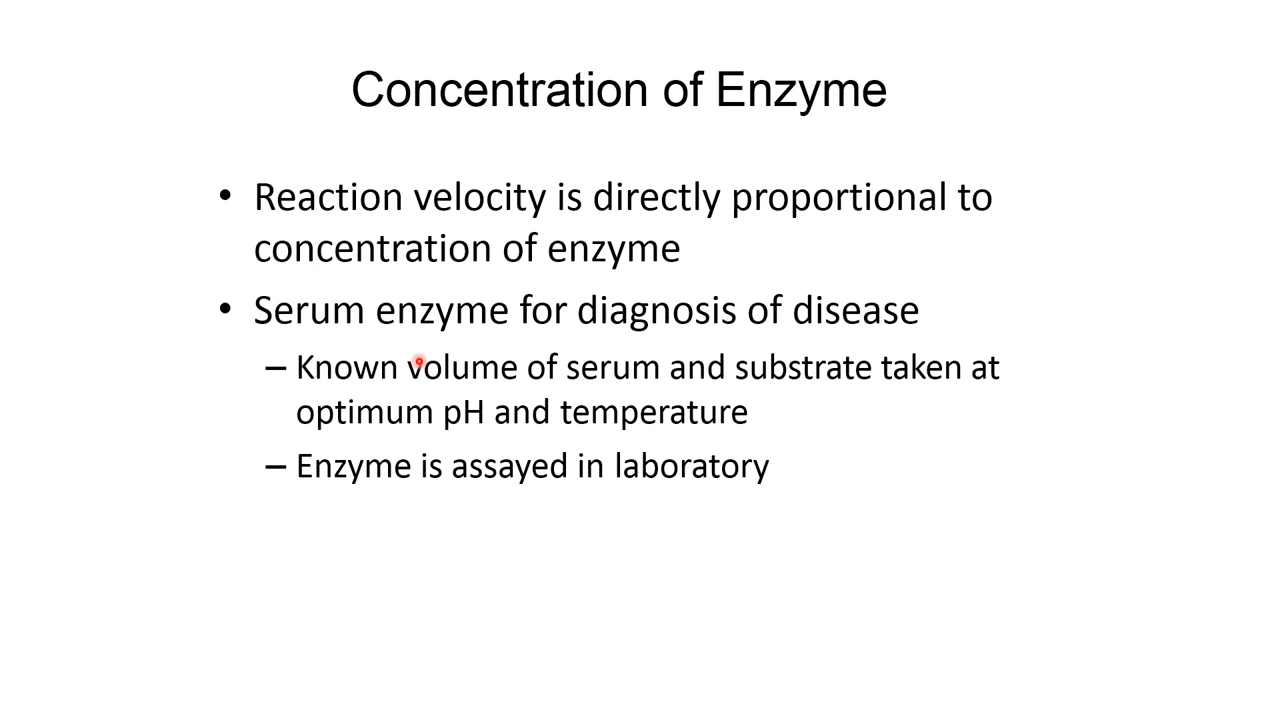 Concentration of Enzyme
• Reaction velocity is directly proportional to
concentration of enzyme
• Serum enzyme for diagnosis of disease
– Known volume of serum and substrate taken at
optimum pH and temperature
– Enzyme is assayed in laboratory